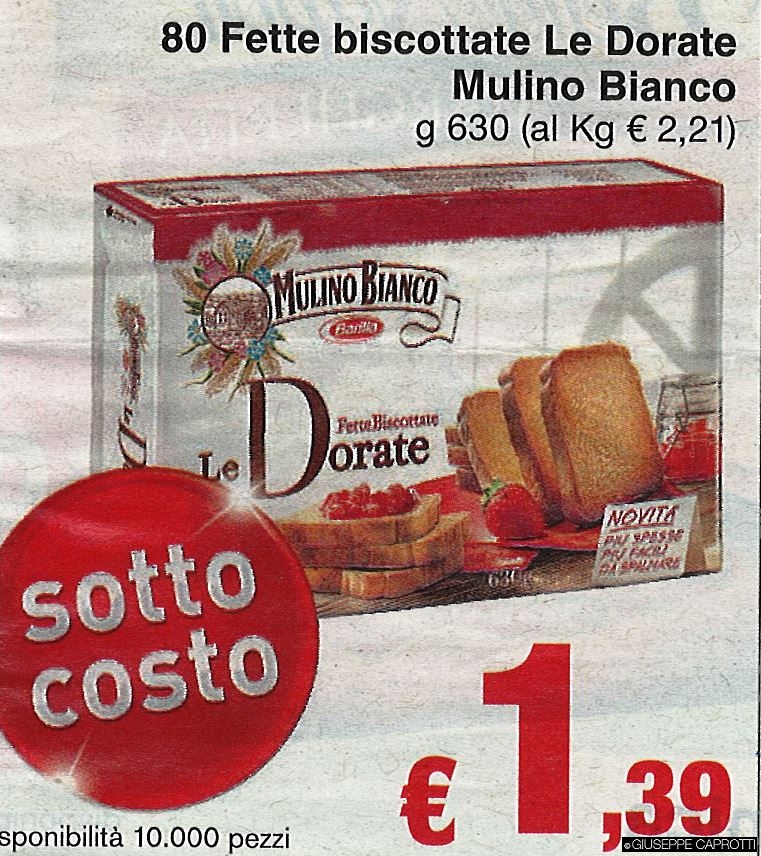 80 Fette biscottate Le Dorate
Mulino Bianco
g 630 (al Kg € 2,21)
MULINO BIANCO
Barilla
Fette Biscottate
Le Dorate
NOVITÀ
PIÙ SPESSE
PIÙ FACILI
DA SPALMARE
630g
sotto
costo
€ 1,39
sponibilità 10.000 pezzi
©GIUSEPPE CAPROTTI